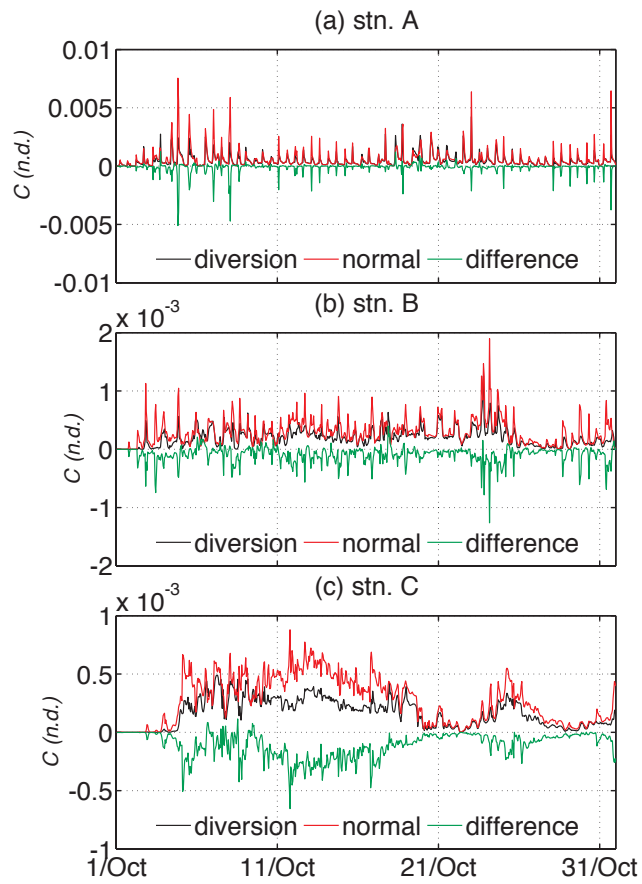 (a) stn. A
0.01
0.005
0
-0.005
-0.01
C (n.d.)
diversion normal difference
(b) stn. B
x 10-3
2
1
0
-1
-2
C (n.d.)
diversion normal difference
(c) stn. C
x 10-3
1
0.5
0
-0.5
-1
C (n.d.)
diversion normal difference
1/Oct 11/Oct 21/Oct 31/Oct